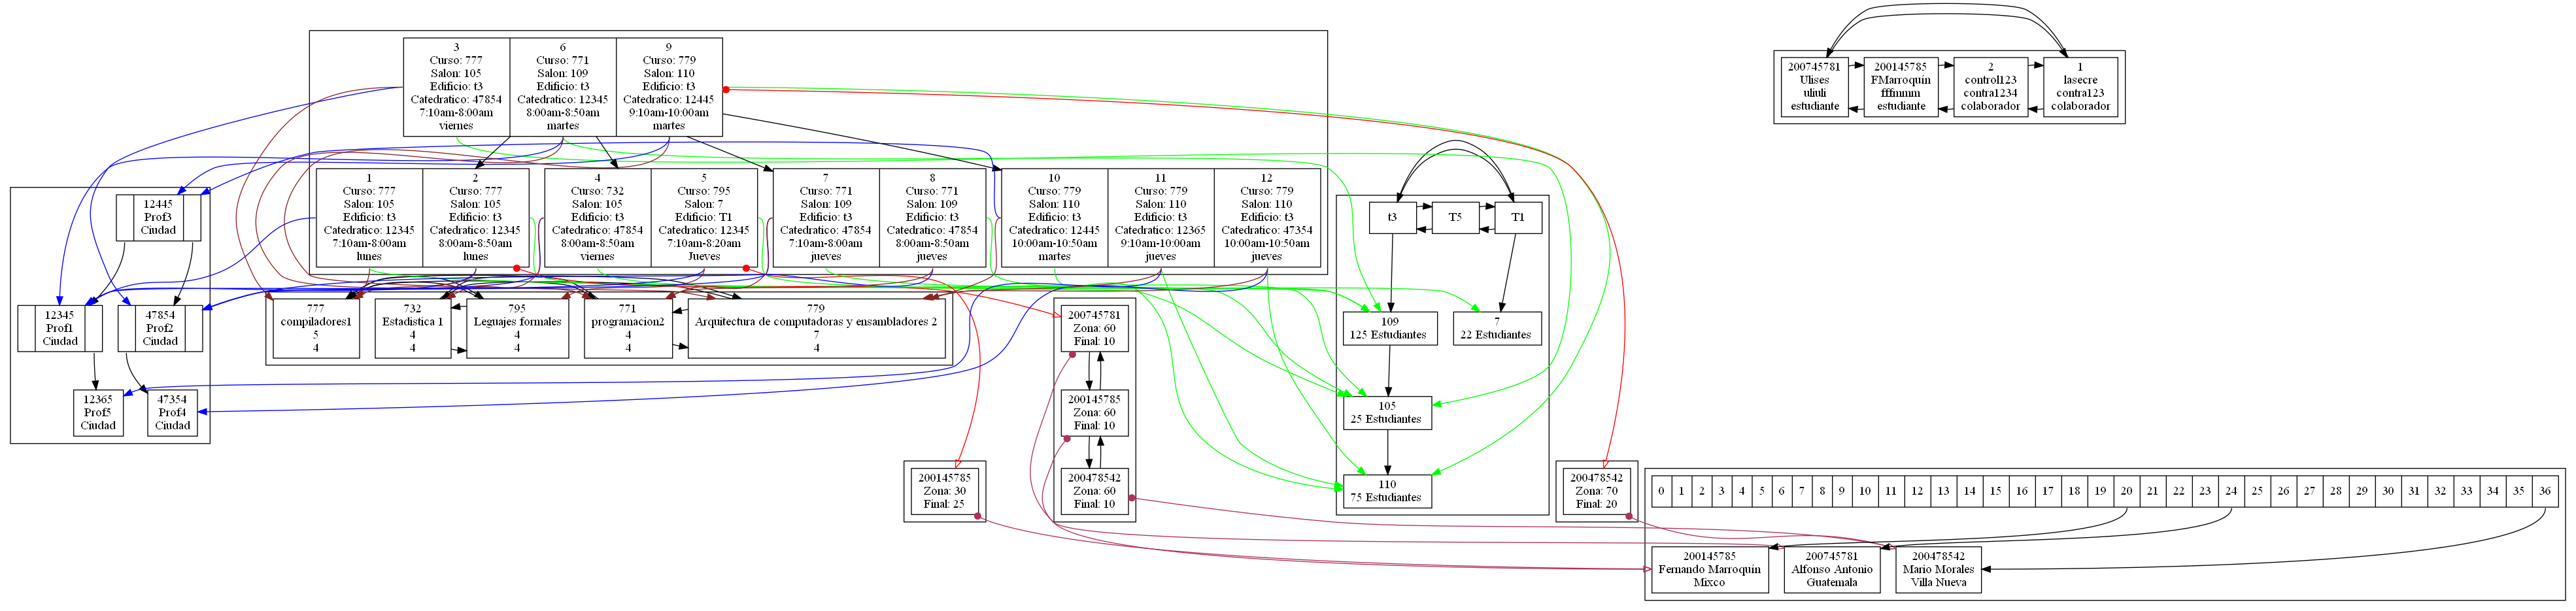 3
Curso: 777
Salon: 105
Edificio: t3
Catedratico: 47854
7:10am-8:00am
viernes
6
Curso: 771
Salon: 109
Edificio: t3
Catedratico: 12345
8:00am-8:50am
martes
9
Curso: 779
Salon: 110
Edificio: t3
Catedratico: 12445
9:10am-10:00am
martes
200745781
Ulises
uliuli
estudiante
200145785
FMarroquin
fffmmm
estudiante
2
control123
contra1234
colaborador
1
lasecre
contra123
colaborador
1
Curso: 777
Salon: 105
Edificio: t3
Catedratico: 12345
7:10am-8:00am
lunes
2
Curso: 777
Salon: 105
Edificio: t3
Catedratico: 12345
8:00am-8:50am
lunes
4
Curso: 732
Salon: 105
Edificio: t3
Catedratico: 47854
8:00am-8:50am
viernes
5
Curso: 795
Salon: 7
Edificio: T1
Catedratico: 12345
7:10am-8:20am
Jueves
7
Curso: 771
Salon: 109
Edificio: t3
Catedratico: 47854
7:10am-8:00am
jueves
8
Curso: 771
Salon: 109
Edificio: t3
Catedratico: 47854
8:00am-8:50am
jueves
10
Curso: 779
Salon: 110
Edificio: t3
Catedratico: 12445
10:00am-10:50am
martes
11
Curso: 779
Salon: 110
Edificio: t3
Catedratico: 12365
9:10am-10:00am
jueves
12
Curso: 779
Salon: 110
Edificio: t3
Catedratico: 47354
10:00am-10:50am
jueves
12445
Prof3
Ciudad
12345
Prof1
Ciudad
47854
Prof2
Ciudad
12365
Prof5
Ciudad
47354
Prof4
Ciudad
777
compiladores1
5
4
732
Estadistica 1
4
4
795
Leguajes formales
4
4
771
programacion2
4
4
779
Arquitectura de computadoras y ensambladores 2
7
4
t3
T5
T1
109
125 Estudiantes
7
22 Estudiantes
105
25 Estudiantes
110
75 Estudiantes
200745781
Zona: 60
Final: 10
200145785
Zona: 60
Final: 10
200478542
Zona: 60
Final: 10
200145785
Zona: 30
Final: 25
200478542
Zona: 70
Final: 20
0 1 2 3 4 5 6 7 8 9 10 11 12 13 14 15 16 17 18 19 20 21 22 23 24 25 26 27 28 29 30 31 32 33 34 35 36
200145785
Fernando Marroquin
Mixco
200745781
Alfonso Antonio
Guatemala
200478542
Mario Morales
Villa Nueva